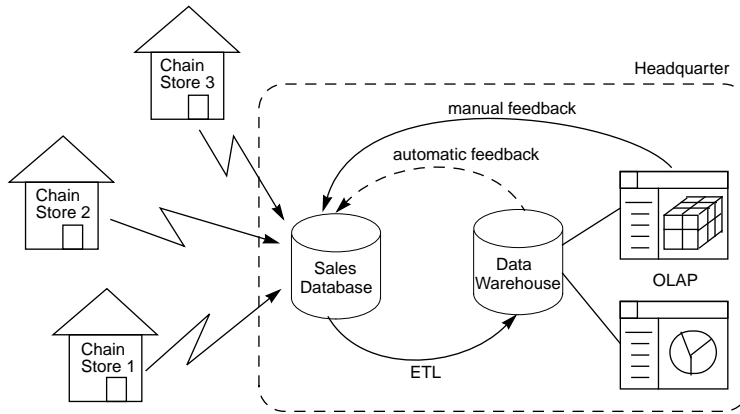 Chain
Store 3
Headquarter
manual feedback
automatic feedback
Chain
Store 2
Sales
Database
Data
Warehouse
OLAP
Chain
Store 1
ETL